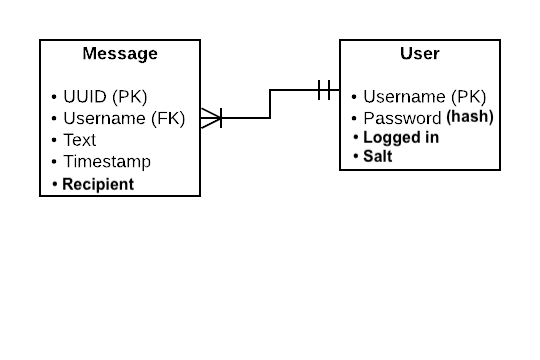 Message
• UUID (PK)
• Username (FK)
• Text
• Timestamp
• Recipient
User
• Username (PK)
• Password (hash)
• Logged in
• Salt